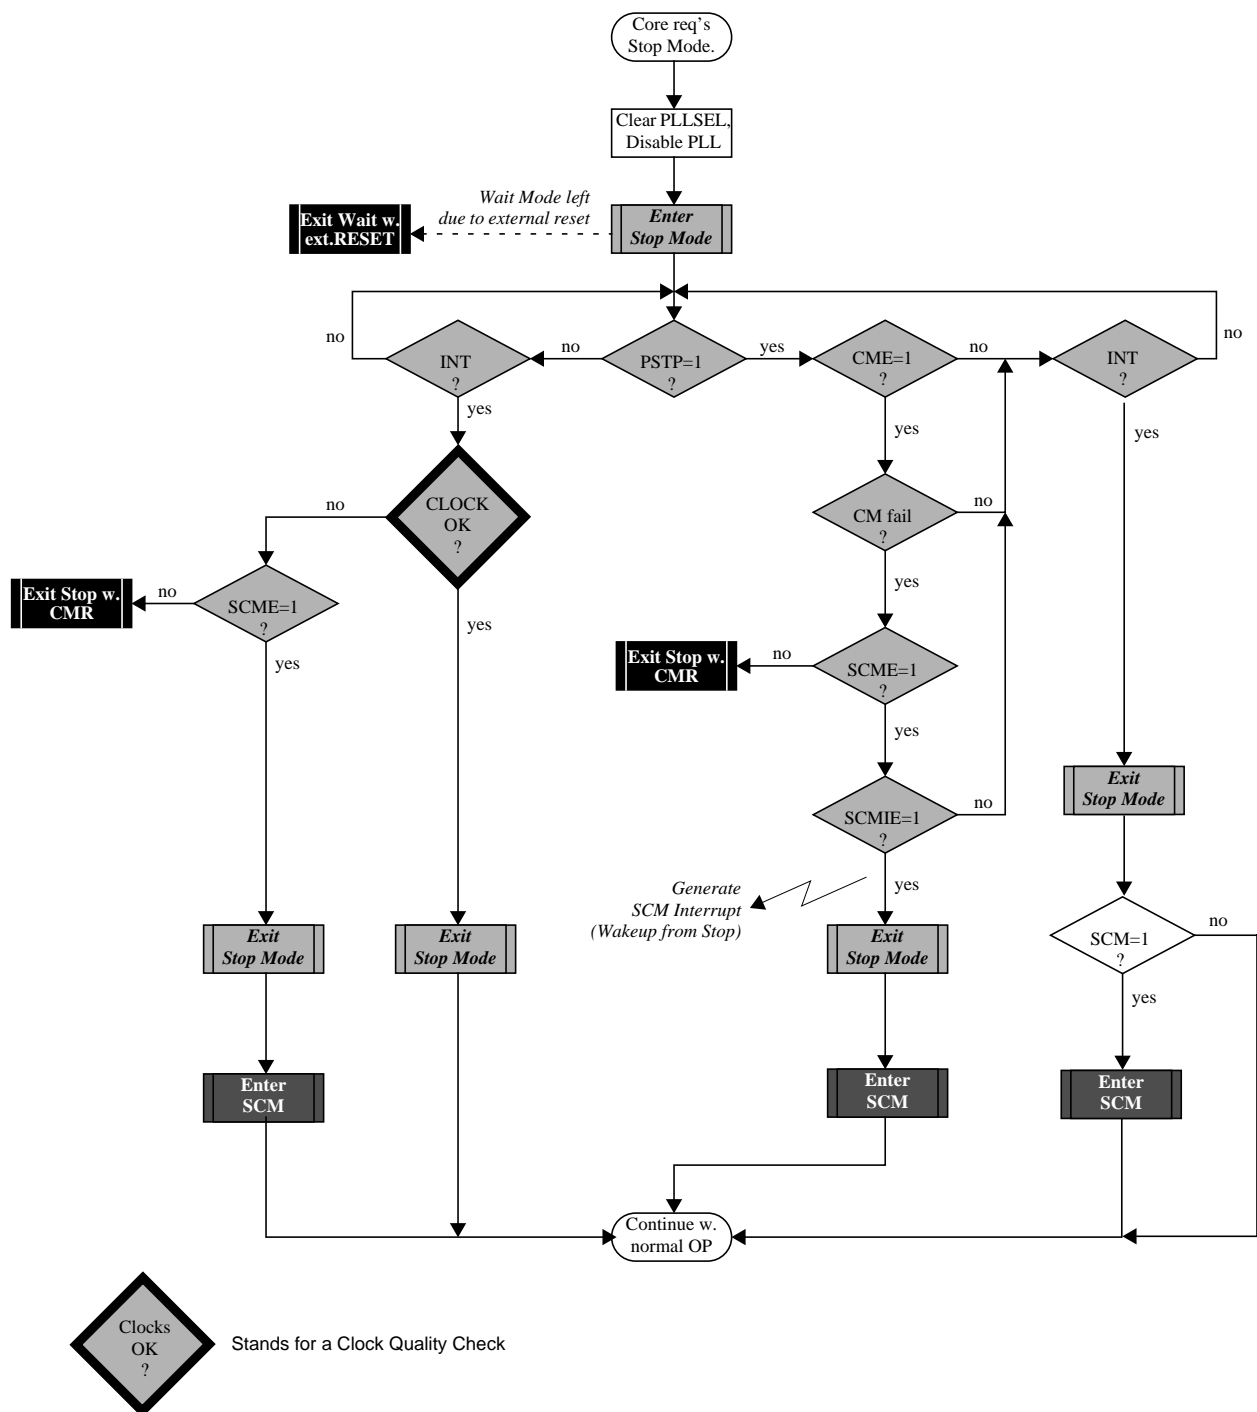 Core req's
Stop Mode.
Clear PLLSEL,
Disable PLL
Wait Mode left
due to external reset
Exit Wait w.
ext.RESET
Enter
Stop Mode
no
INT
?
no
PSTP=1
?
yes
CME=1
?
no
INT
?
no
yes
yes
yes
no
CLOCK
OK
?
CM fail
?
no
Exit Stop w.
CMR
no
SCME=1
?
yes
yes
yes
Exit Stop w.
CMR
no
SCME=1
?
yes
SCMIE=1
?
no
Exit
Stop Mode
Generate
SCM Interrupt
(Wakeup from Stop)
yes
Exit
Stop Mode
Exit
Stop Mode
Exit
Stop Mode
SCM=1
?
no
yes
Enter
SCM
Enter
SCM
Enter
SCM
Continue w.
normal OP
Clocks
OK
?
Stands for a Clock Quality Check